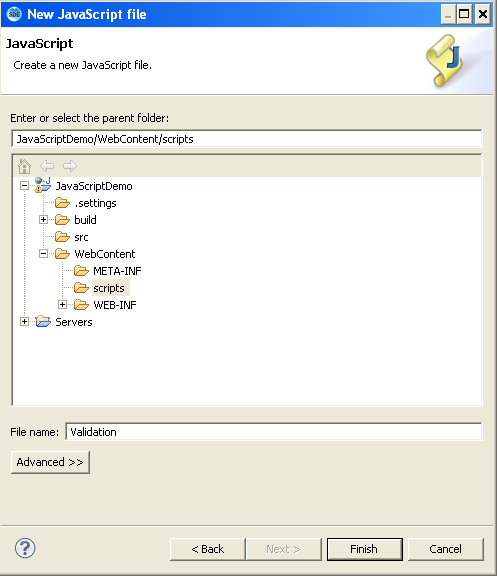 New JavaScript file
JavaScript
Create a new JavaScript file.
Enter or select the parent folder:
JavaScriptDemo/WebContent/scripts
JavaScriptDemo
.settings
build
src
WebContent
META-INF
scripts
WEB-INF
Servers
File name: Validation
Advanced >>
< Back Next > Finish Cancel